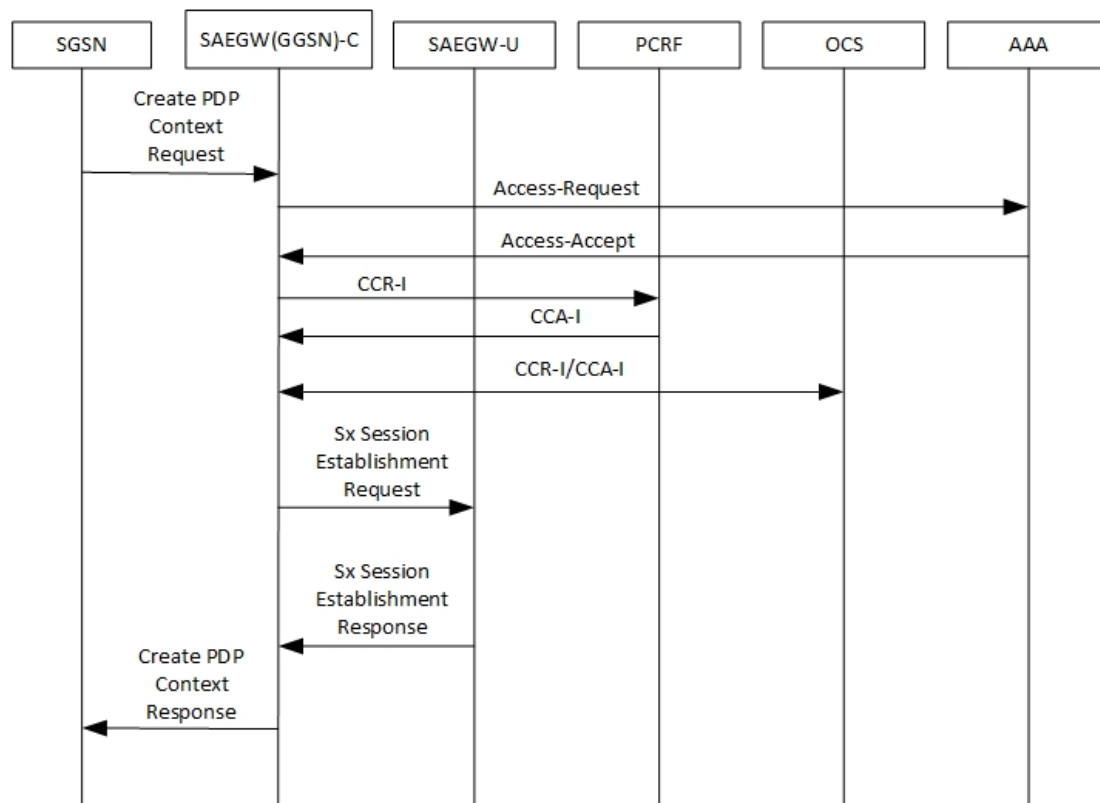 SGSN
SAEGW(GGSN)-C
SAEGW-U
PCRF
OCS
AAA
Create PDP
Context
Request
Access-Request
Access-Accept
CCR-I
CCA-I
CCR-I/CCA-I
Sx Session
Establishment
Request
Sx Session
Establishment
Response
Create PDP
Context
Response